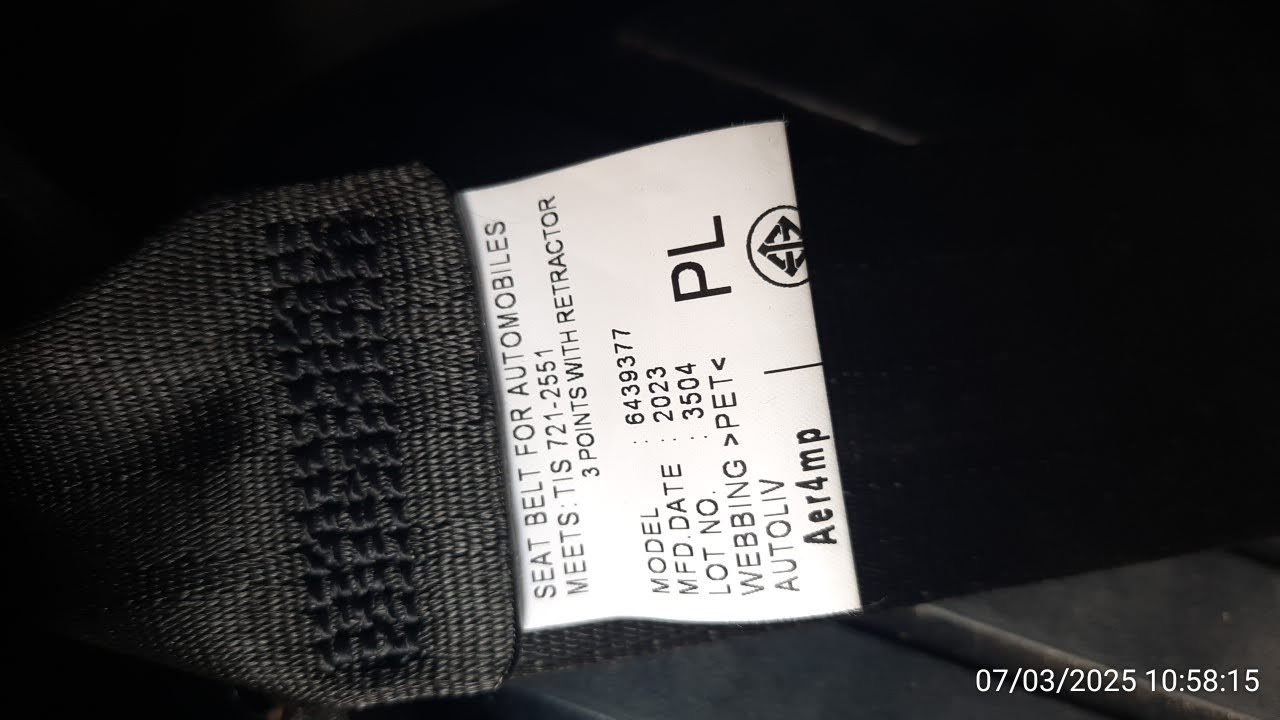 SEAT BELT FOR AUTOMOBILES
MEETS: TIS 721-2551
3 POINTS WITH RETRACTOR
MODEL : 6439377
MFD.DATE : 2023
LOT NO. : 3504
WEBBING >PET<
PL
AUTOLIV
Aer4mp
07/03/2025 10:58:15